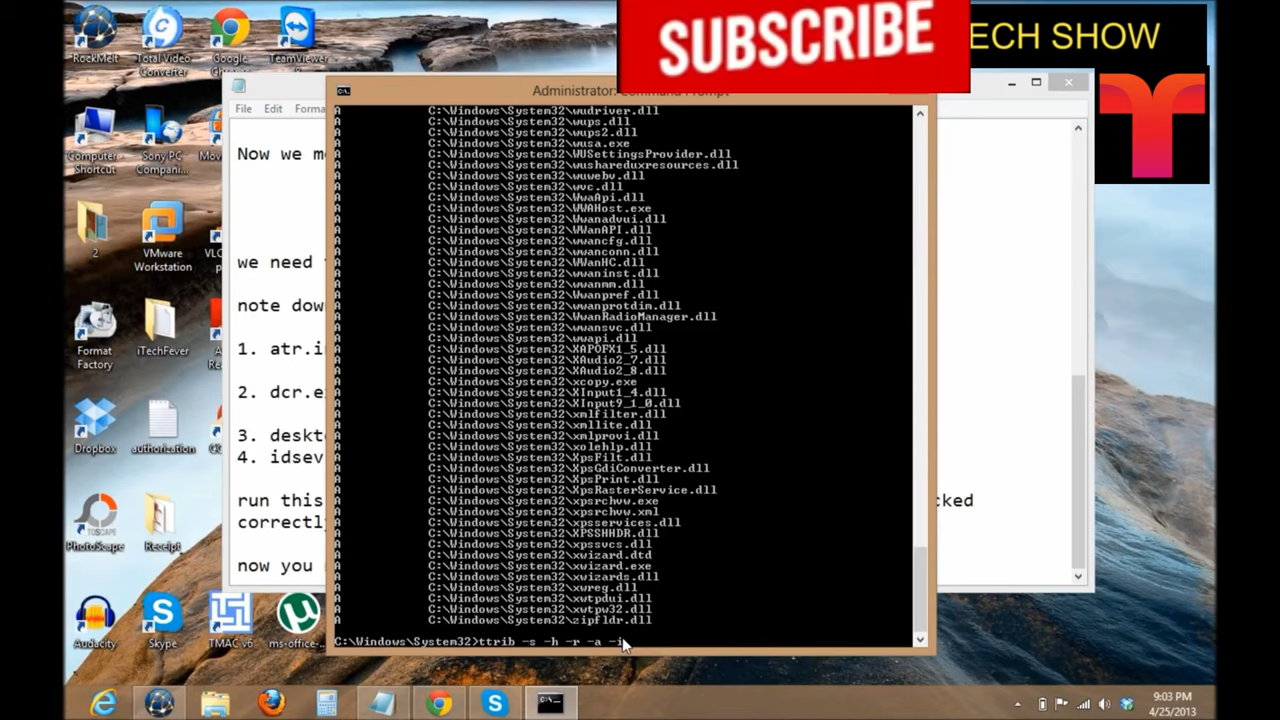 SUBSCRIBE
ECH SHOW
RockMelt
Total Video
Converter
Google
TeamViewer
Computer
Shortcut
Sony PC
Compani...
2
VMware
Workstation
Format
Factory
iTechFever
Dropbox
authorization
PhotoScape
Receipt
Audacity
Skype
TMAC v6
ms-office-...
File Edit
Now we m
we need
note dow
1. atr.i
2. dcr.e
3. deskt
4. idsev
run this
cked
correctly
now you
Administrator: Command Prompt
A C:\Windows\System32\wudriver.dll
A C:\Windows\System32\wups.dll
A C:\Windows\System32\wups2.dll
A C:\Windows\System32\wusa.exe
A C:\Windows\System32\WUSettingsProvider.dll
A C:\Windows\System32\wushareduxresources.dll
A C:\Windows\System32\wuwebv.dll
A C:\Windows\System32\wvc.dll
A C:\Windows\System32\WwaApi.dll
A C:\Windows\System32\WWAHost.exe
A C:\Windows\System32\Wwanadvui.dll
A C:\Windows\System32\WWanAPI.dll
A C:\Windows\System32\wwancfg.dll
A C:\Windows\System32\wwanconn.dll
A C:\Windows\System32\WWanHC.dll
A C:\Windows\System32\wwaninst.dll
A C:\Windows\System32\wwanmm.dll
A C:\Windows\System32\Wwanpref.dll
A C:\Windows\System32\wwanprotdim.dll
A C:\Windows\System32\WwanRadioManager.dll
A C:\Windows\System32\wwansvc.dll
A C:\Windows\System32\wwapi.dll
A C:\Windows\System32\XAPOFX1_5.dll
A C:\Windows\System32\XAudio2_7.dll
A C:\Windows\System32\XAudio2_8.dll
A C:\Windows\System32\xcopy.exe
A C:\Windows\System32\XInput1_4.dll
A C:\Windows\System32\XInput9_1_0.dll
A C:\Windows\System32\xmlfilter.dll
A C:\Windows\System32\xmllite.dll
A C:\Windows\System32\xmlprovi.dll
A C:\Windows\System32\xolehlp.dll
A C:\Windows\System32\XpsFilt.dll
A C:\Windows\System32\XpsGdiConverter.dll
A C:\Windows\System32\XpsPrint.dll
A C:\Windows\System32\XpsRasterService.dll
A C:\Windows\System32\xpsrchvw.exe
A C:\Windows\System32\xpsrchvw.xml
A C:\Windows\System32\xpsservices.dll
A C:\Windows\System32\XPSSHHDR.dll
A C:\Windows\System32\xpssvcs.dll
A C:\Windows\System32\xwizard.dtd
A C:\Windows\System32\xwizard.exe
A C:\Windows\System32\xwizards.dll
A C:\Windows\System32\xwreg.dll
A C:\Windows\System32\xwtpdui.dll
A C:\Windows\System32\xwtpw32.dll
A C:\Windows\System32\zipfldr.dll
C:\Windows\System32>ttrib -s -h -r -a -i
9:03 PM
4/25/2013